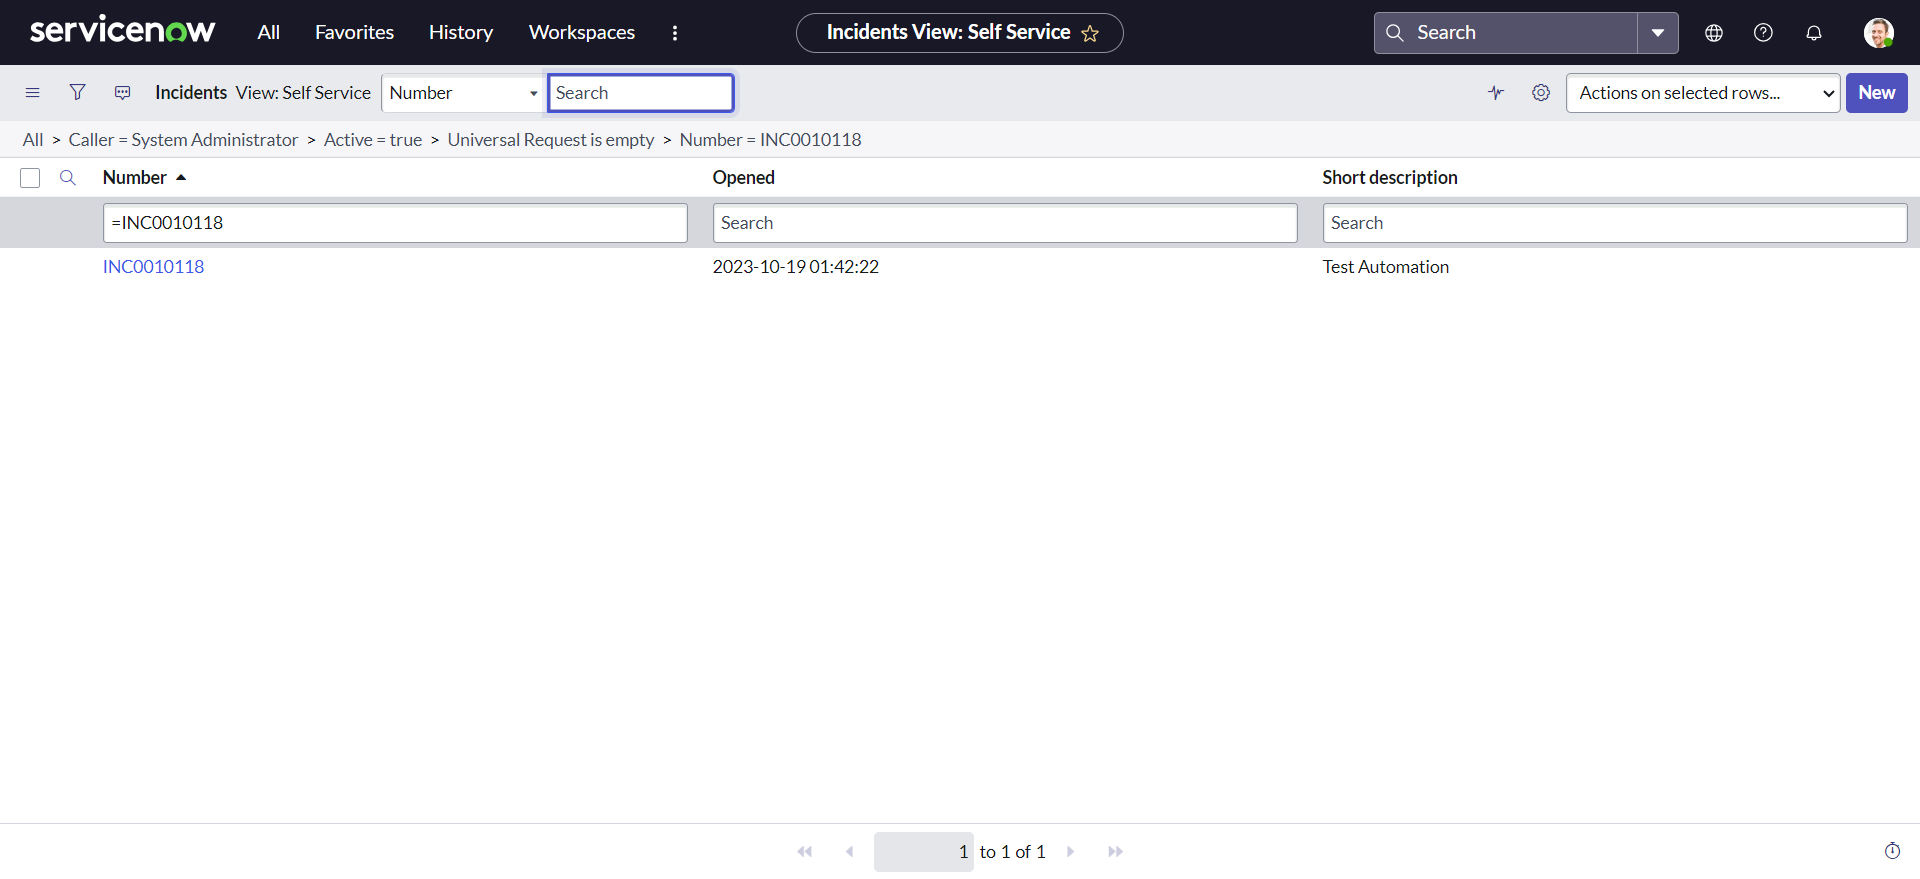 servicenow All Favorites History Workspaces Incidents View: Self Service Search
Incidents View: Self Service Number Search Actions on selected rows... New
All > Caller = System Administrator > Active = true > Universal Request is empty > Number = INC0010118
Number Opened Short description
=INC0010118 Search Search
INC0010118 2023-10-19 01:42:22 Test Automation
1 to 1 of 1